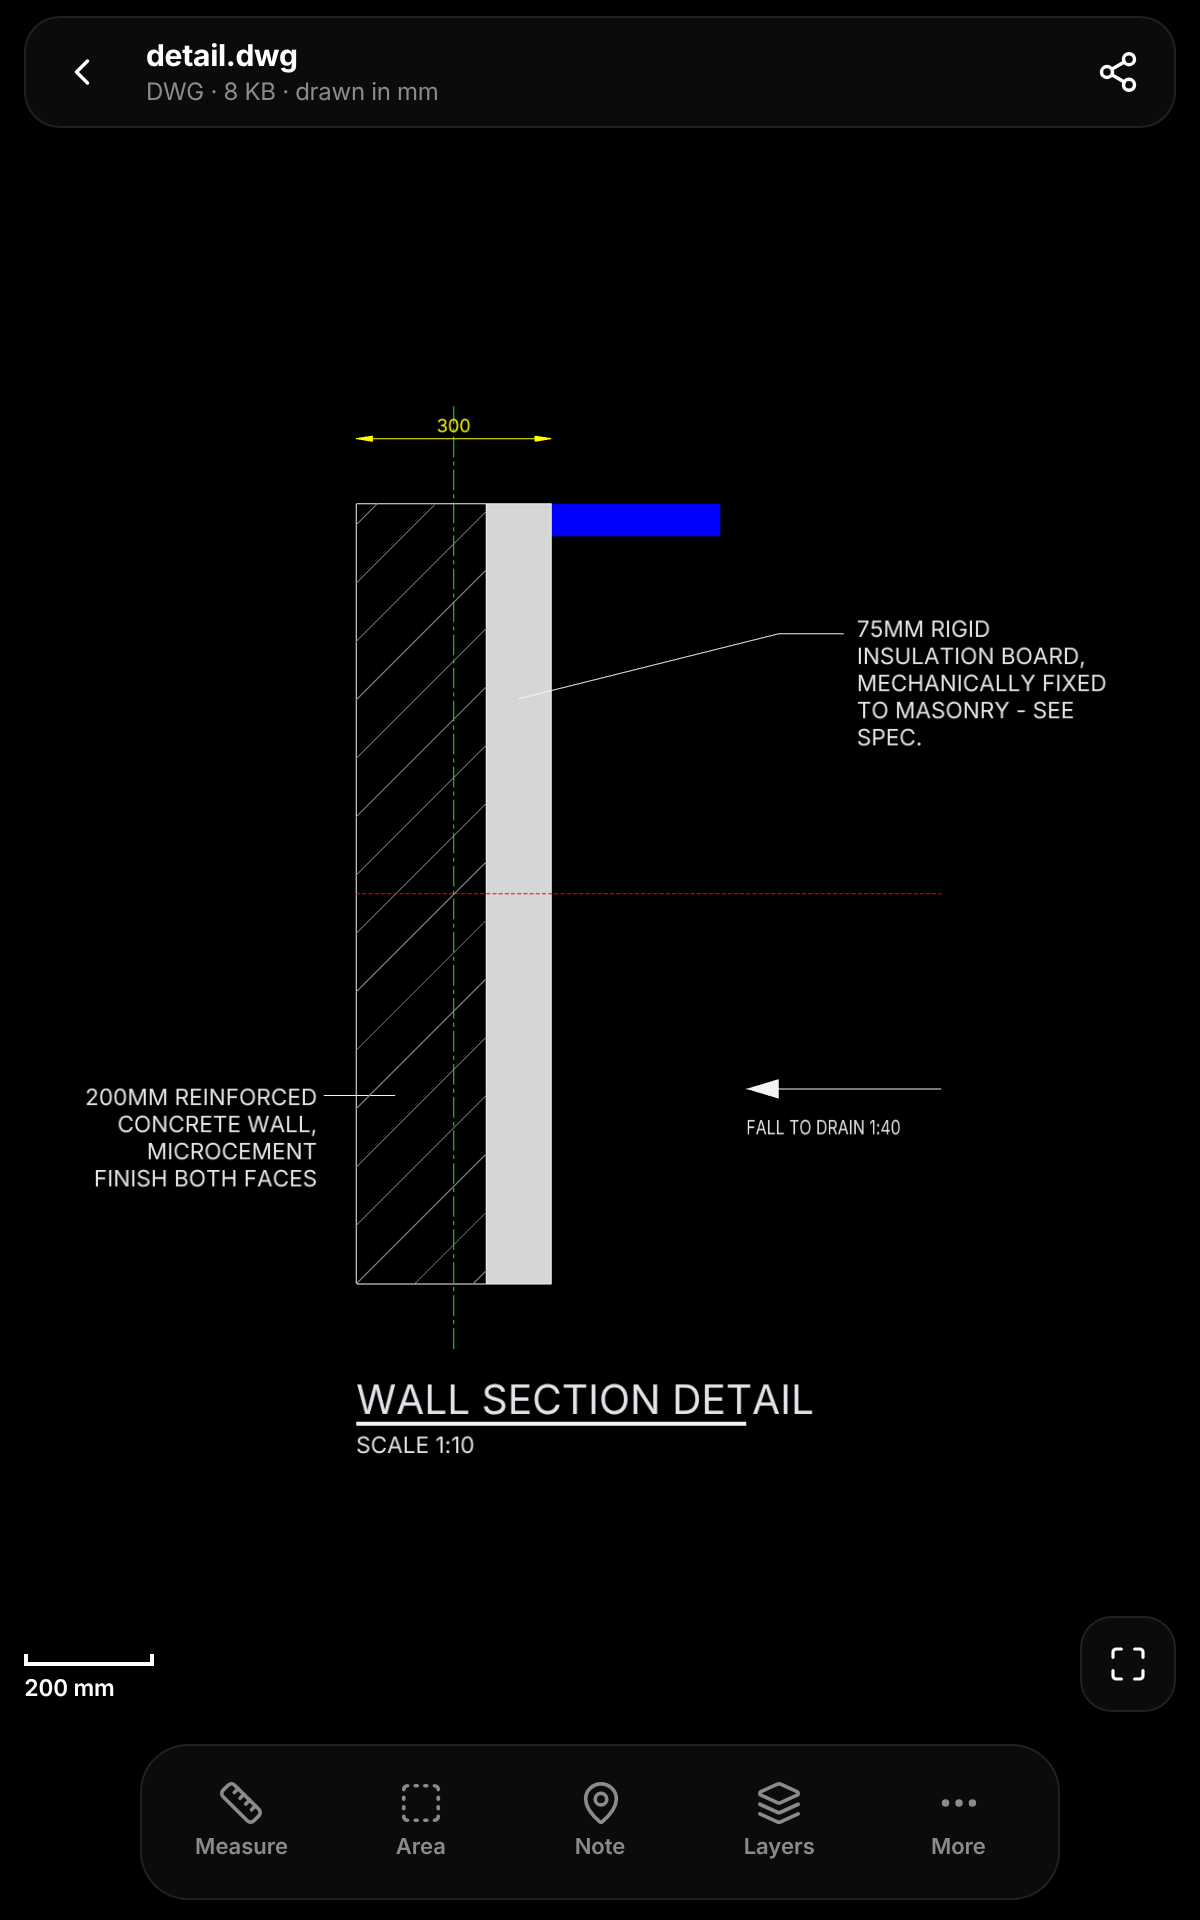 detail.dwg
DWG · 8 KB · drawn in mm
300
75MM RIGID
INSULATION BOARD,
MECHANICALLY FIXED
TO MASONRY - SEE
SPEC.
200MM REINFORCED
CONCRETE WALL,
MICROCEMENT
FINISH BOTH FACES
FALL TO DRAIN 1:40
WALL SECTION DETAIL
SCALE 1:10
200 mm
Measure
Area
Note
Layers
More